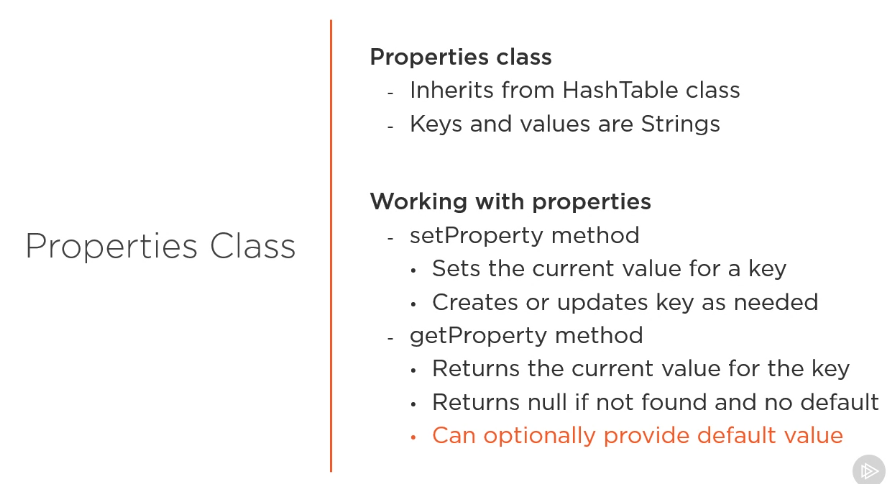 Properties Class
Properties class
- Inherits from HashTable class
- Keys and values are Strings
Working with properties
- setProperty method
• Sets the current value for a key
• Creates or updates key as needed
- getProperty method
• Returns the current value for the key
• Returns null if not found and no default
• Can optionally provide default value